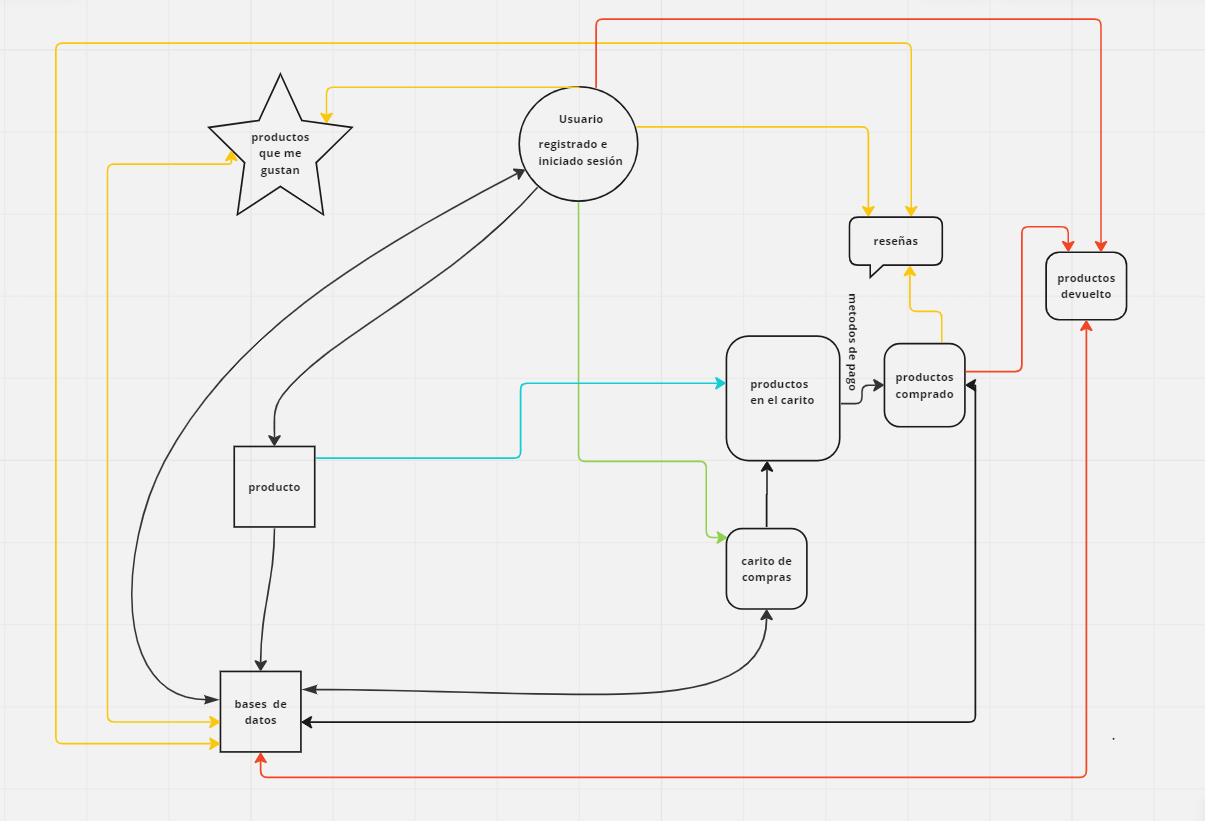 Usuario
registrado e
iniciado sesión
productos
que me
gustan
reseñas
productos
devuelto
metodos de pago
productos
en el carito
productos
comprado
producto
carito de
compras
bases de
datos